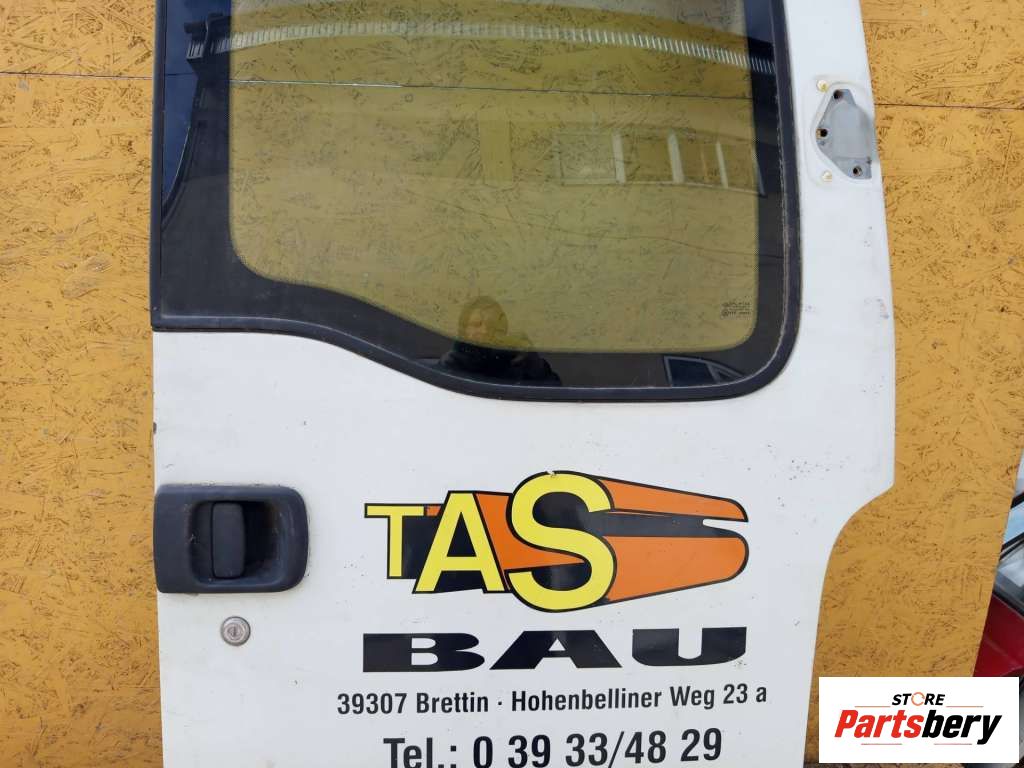 TAS
BAU
39307 Brettin · Hohenbelliner Weg 23 a
Tel.: 0 39 33/48 29
STORE
Partsbery